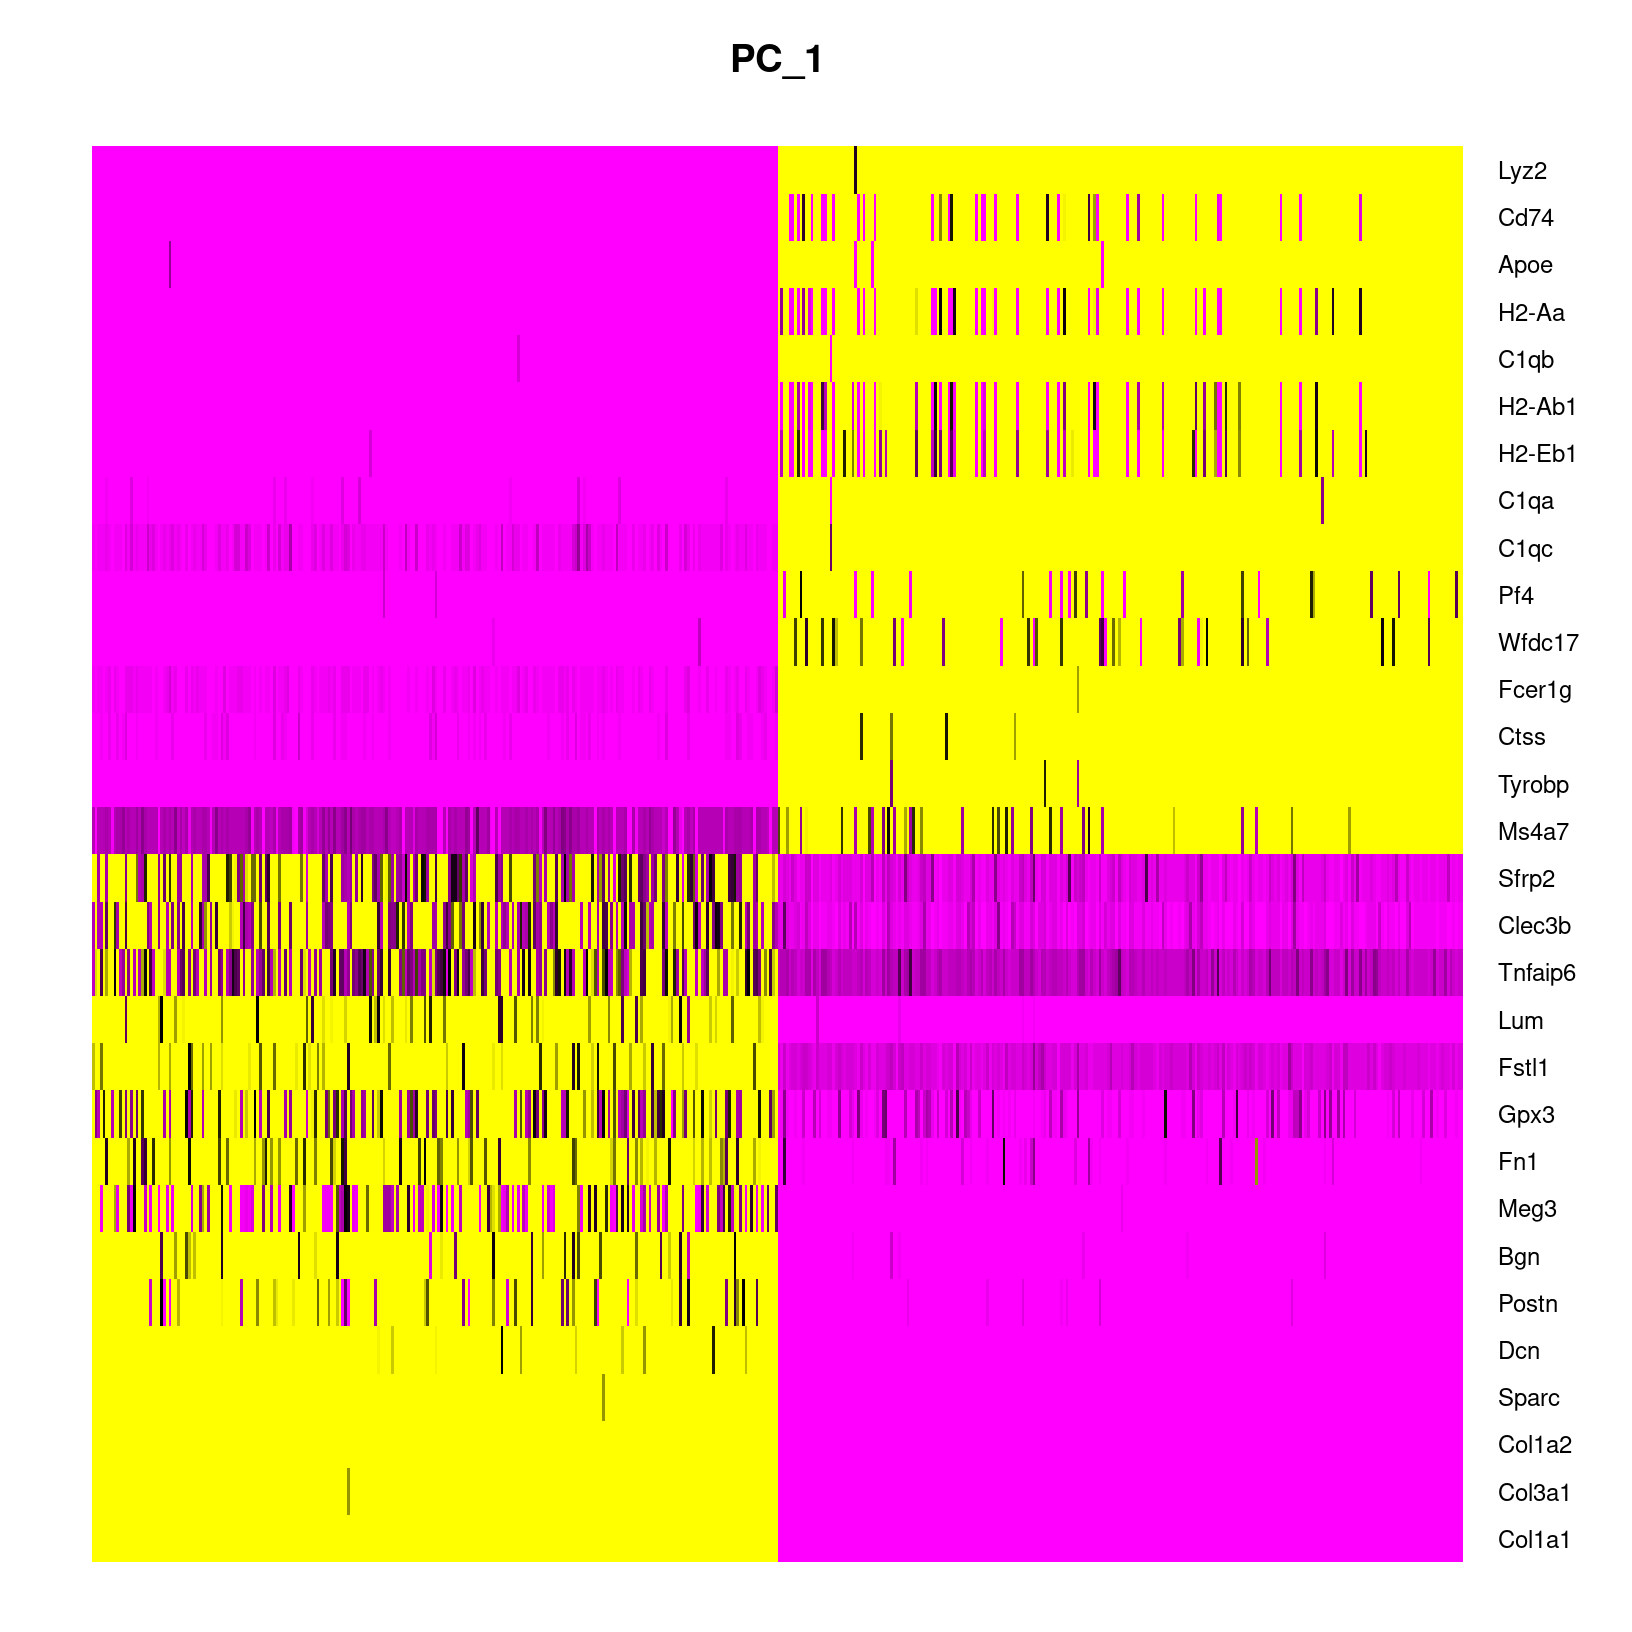 PC_1
Lyz2
Cd74
Apoe
H2-Aa
C1qb
H2-Ab1
H2-Eb1
C1qa
C1qc
Pf4
Wfdc17
Fcer1g
Ctss
Tyrobp
Ms4a7
Sfrp2
Clec3b
Tnfaip6
Lum
Fstl1
Gpx3
Fn1
Meg3
Bgn
Postn
Dcn
Sparc
Col1a2
Col3a1
Col1a1